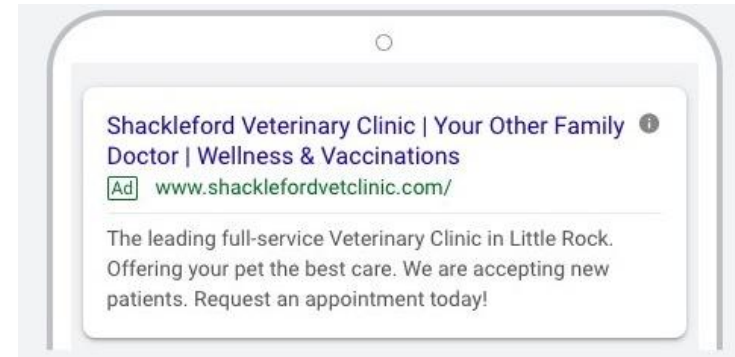 Shackleford Veterinary Clinic | Your Other Family
Doctor | Wellness & Vaccinations
Ad www.shacklefordvetclinic.com/
The leading full-service Veterinary Clinic in Little Rock.
Offering your pet the best care. We are accepting new
patients. Request an appointment today!